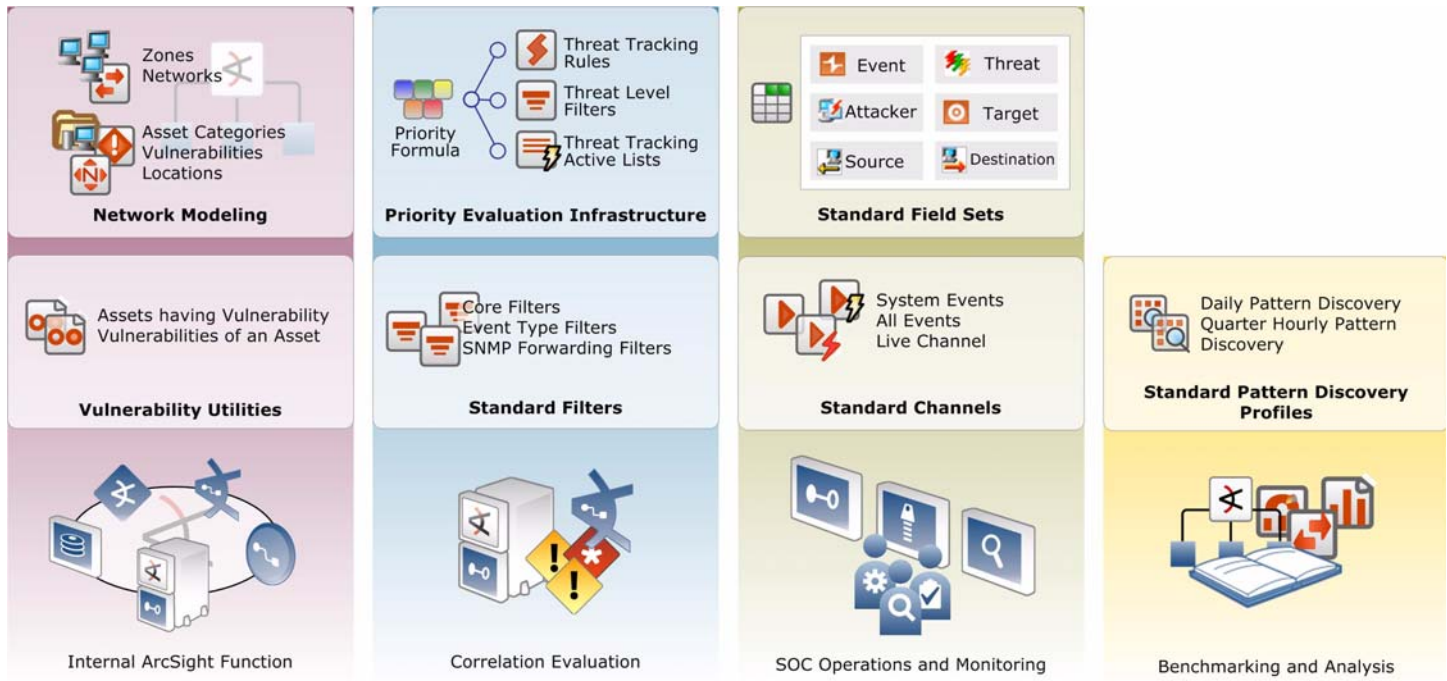 Zones
Networks
Asset Categories
Vulnerabilities
Locations
Network Modeling
Priority
Formula
Threat Tracking
Rules
Threat Level
Filters
Threat Tracking
Active Lists
Priority Evaluation Infrastructure
Event
Threat
Attacker
Target
Source
Destination
Standard Field Sets
Assets having Vulnerability
Vulnerabilities of an Asset
Vulnerability Utilities
Core Filters
Event Type Filters
SNMP Forwarding Filters
Standard Filters
System Events
All Events
Live Channel
Standard Channels
Daily Pattern Discovery
Quarter Hourly Pattern
Discovery
Standard Pattern Discovery
Profiles
Internal ArcSight Function
Correlation Evaluation
SOC Operations and Monitoring
Benchmarking and Analysis